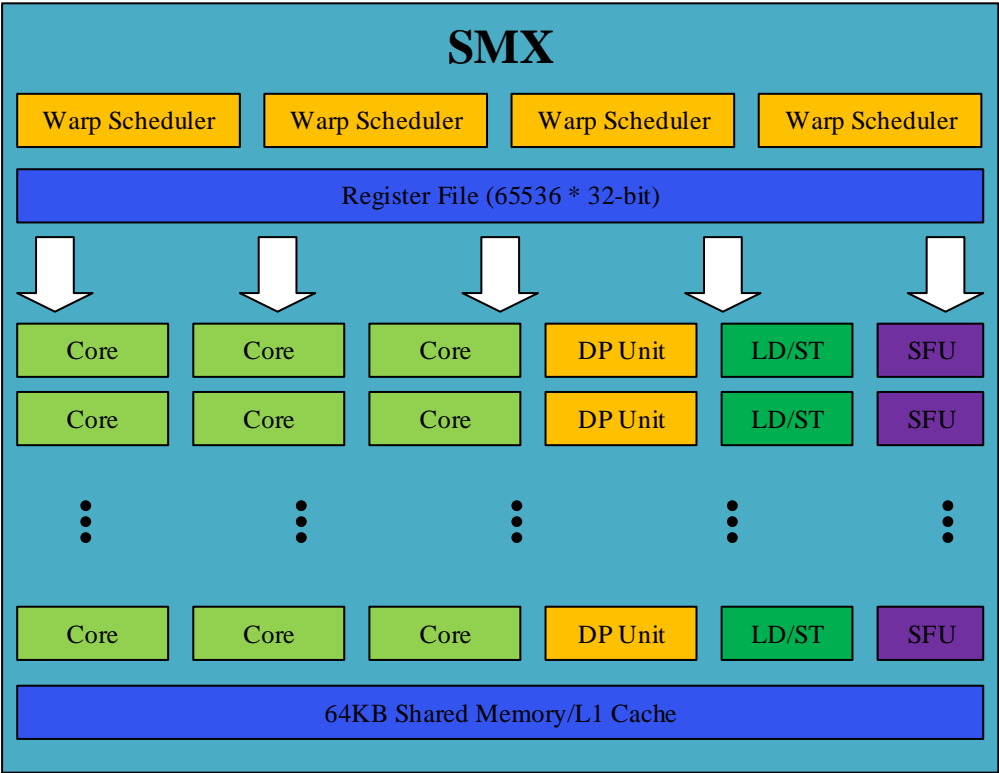 SMX
Warp Scheduler Warp Scheduler Warp Scheduler Warp Scheduler
Register File (65536 * 32-bit)
Core Core Core DP Unit LD/ST SFU
Core Core Core DP Unit LD/ST SFU
Core Core Core DP Unit LD/ST SFU
64KB Shared Memory/L1 Cache